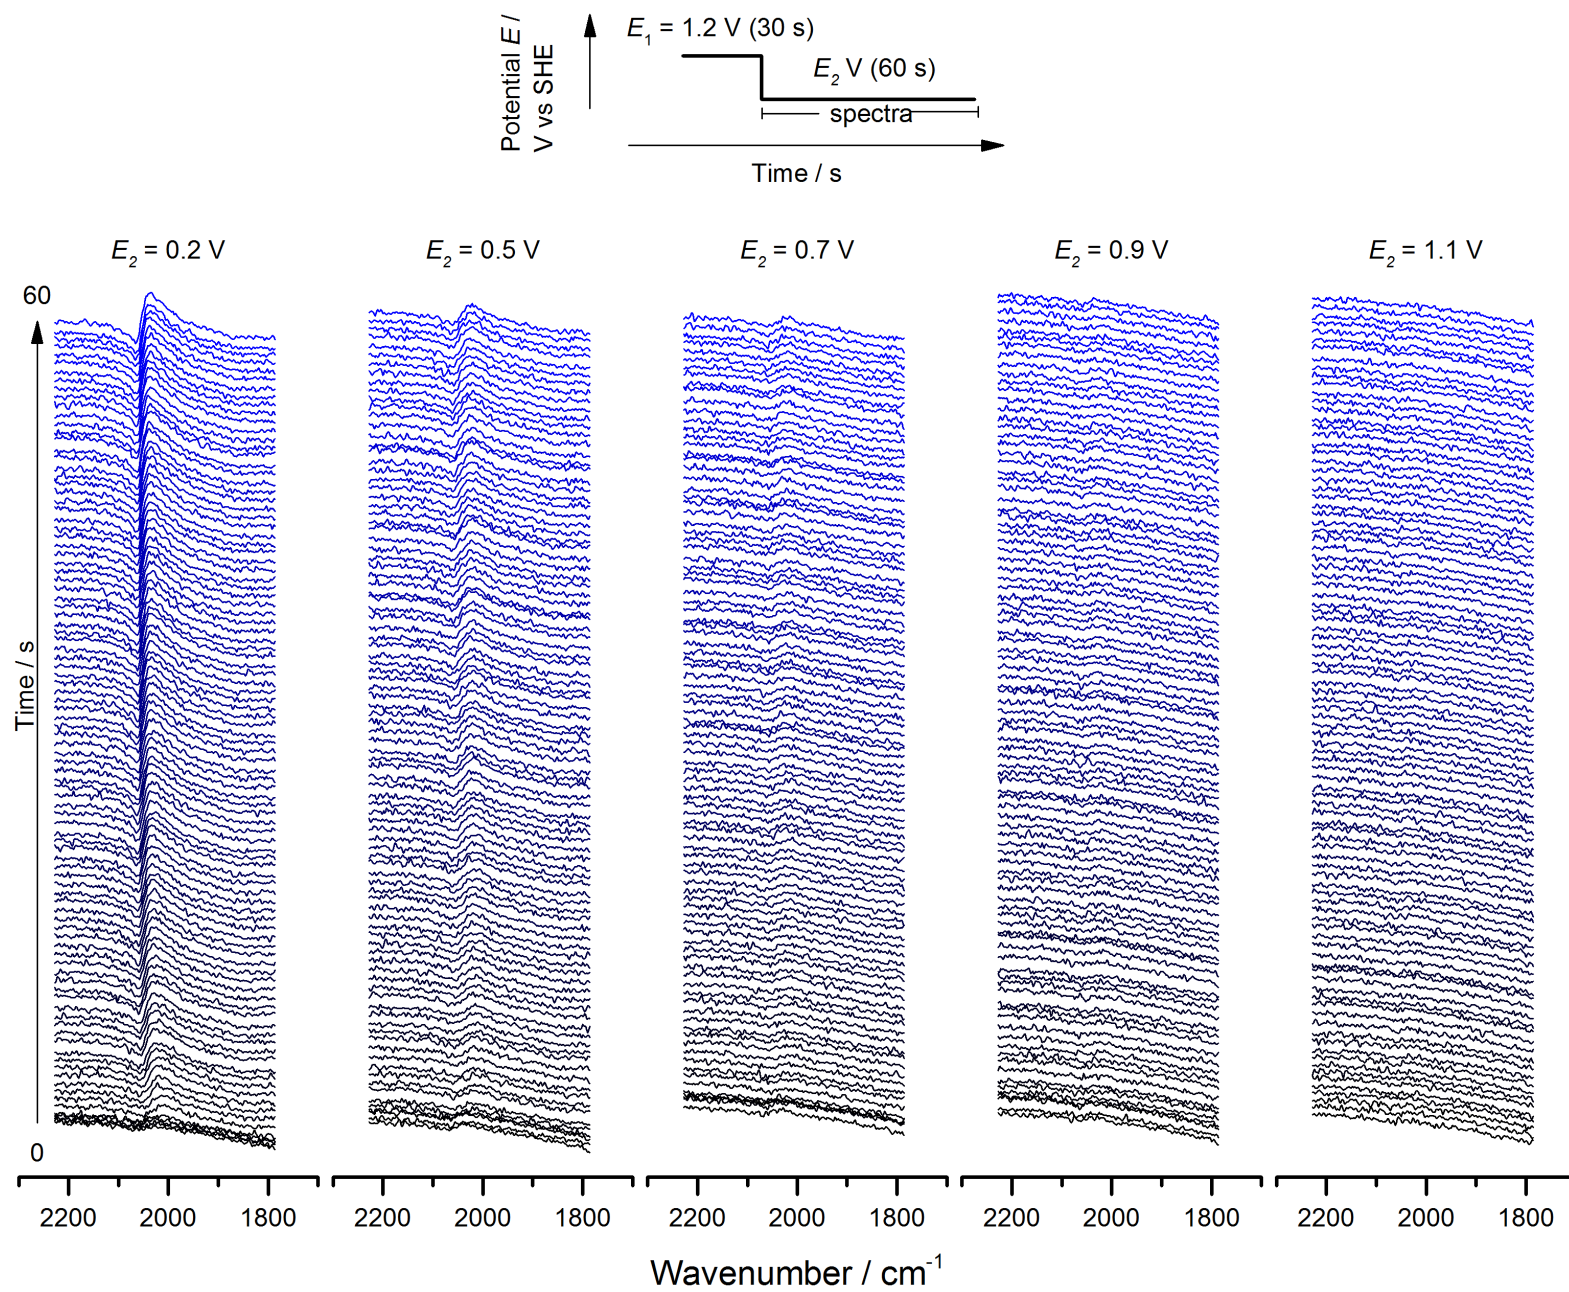 Potential E /
V vs SHE
E1 = 1.2 V (30 s)
E2 V (60 s)
spectra
Time / s
E2 = 0.2 V
E2 = 0.5 V
E2 = 0.7 V
E2 = 0.9 V
E2 = 1.1 V
60
Time / s
0
2200 2000 1800
2200 2000 1800
2200 2000 1800
2200 2000 1800
2200 2000 1800
Wavenumber / cm-1